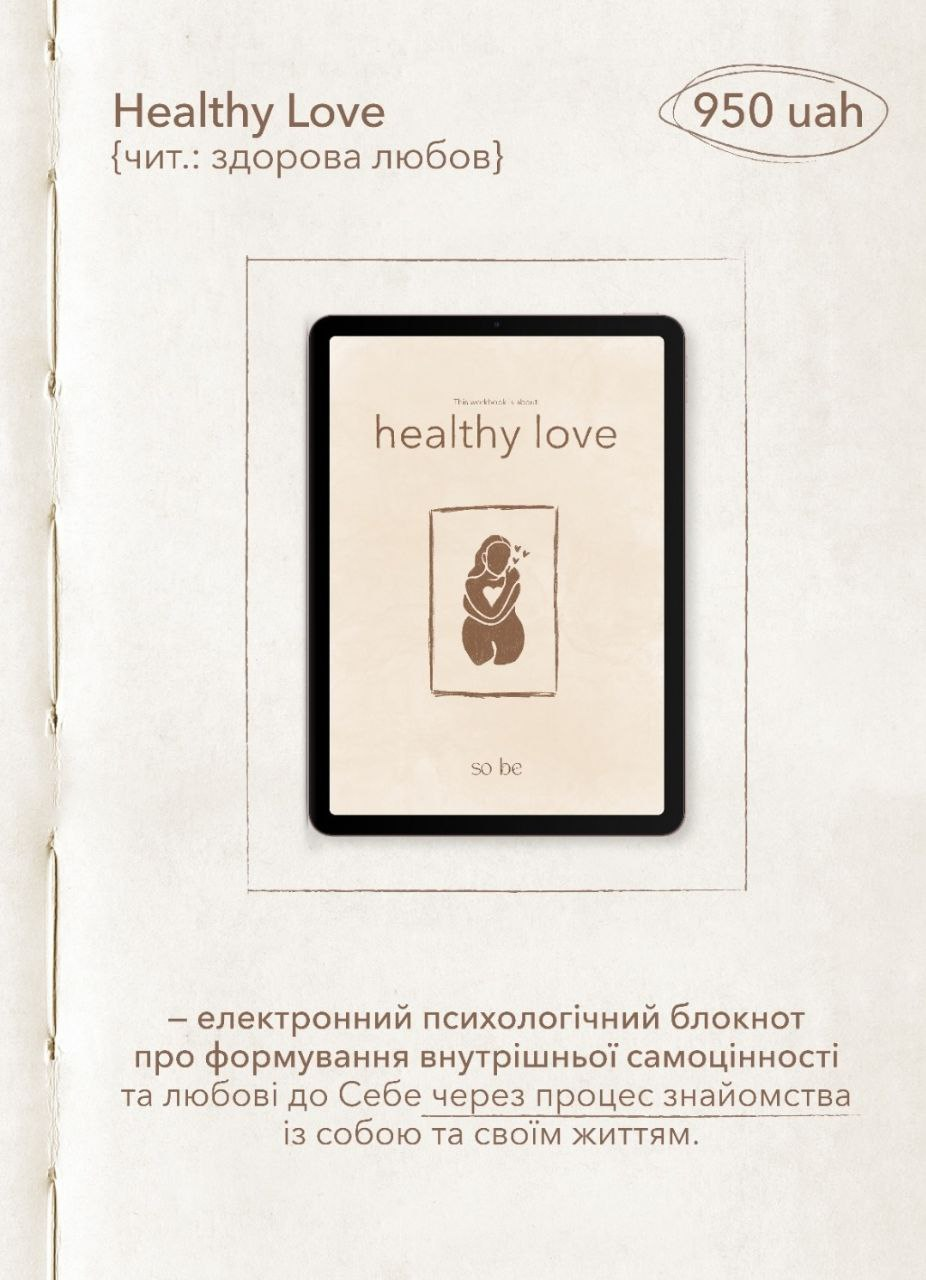 Healthy Love
950 uah
{чит.: здорова любов}
This workbook is about:
healthy love
so be
– електронний психологічний блокнот
про формування внутрішньої самоцінності
та любові до Себе через процес знайомства
із собою та своїм життям.